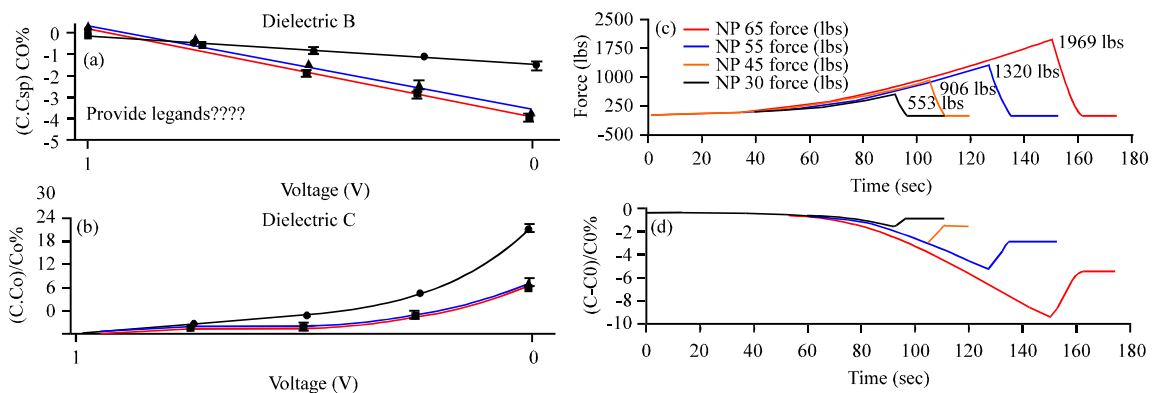 Dielectric B
(C.Csp) CO%
0
-1
-2
-3
-4
-5
(a)
Provide legands????
1
0
Voltage (V)
30
24
18
12
6
0
(b)
Dielectric C
(C.Co)/Co%
1
0
Voltage (V)
(c)
2500
1750
1000
250
-500
Force (lbs)
NP 65 force (lbs)
NP 55 force (lbs)
NP 45 force (lbs)
NP 30 force (lbs)
1969 lbs
1320 lbs
906 lbs
553 lbs
0 20 40 60 80 100 120 140 160 180
Time (sec)
(d)
0
-2
-4
-6
-8
-10
(C-C0)/C0%
0 20 40 60 80 100 120 140 160 180
Time (sec)